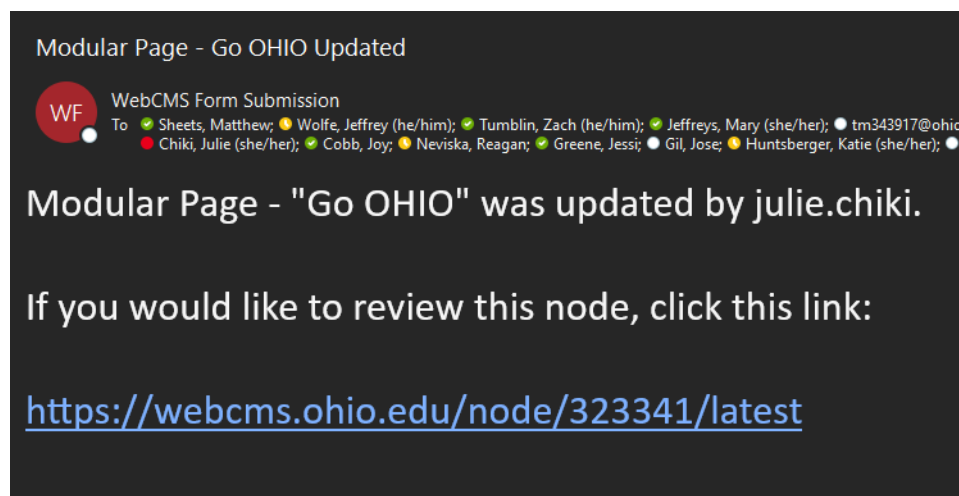 Modular Page - Go OHIO Updated
WF
WebCMS Form Submission
To Sheets, Matthew; Wolfe, Jeffrey (he/him); Tumblin, Zach (he/him); Jeffreys, Mary (she/her); tm343917@ohio
Chiki, Julie (she/her); Cobb, Joy; Neviska, Reagan; Greene, Jessi; Gil, Jose; Huntsberger, Katie (she/her);
Modular Page - "Go OHIO" was updated by julie.chiki.
If you would like to review this node, click this link:
https://webcms.ohio.edu/node/323341/latest